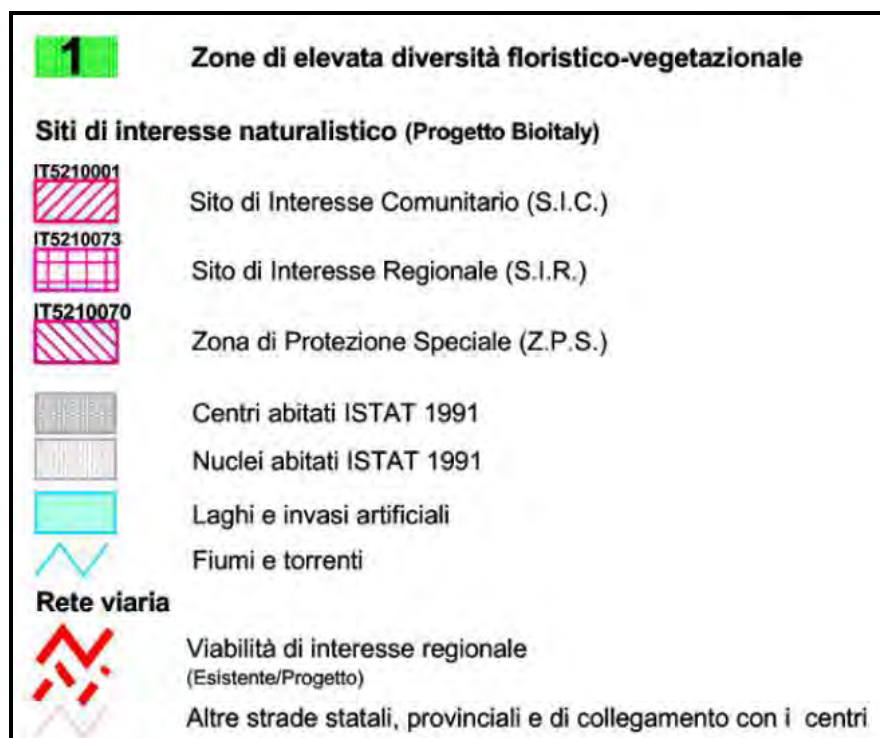 1 Zone di elevata diversità floristico-vegetazionale
Siti di interesse naturalistico (Progetto Bioitaly)
IT5210001
Sito di Interesse Comunitario (S.I.C.)
IT5210073
Sito di Interesse Regionale (S.I.R.)
IT5210070
Zona di Protezione Speciale (Z.P.S.)
Centri abitati ISTAT 1991
Nuclei abitati ISTAT 1991
Laghi e invasi artificiali
Fiumi e torrenti
Rete viaria
Viabilità di interesse regionale
(Esistente/Progetto)
Altre strade statali, provinciali e di collegamento con i centri